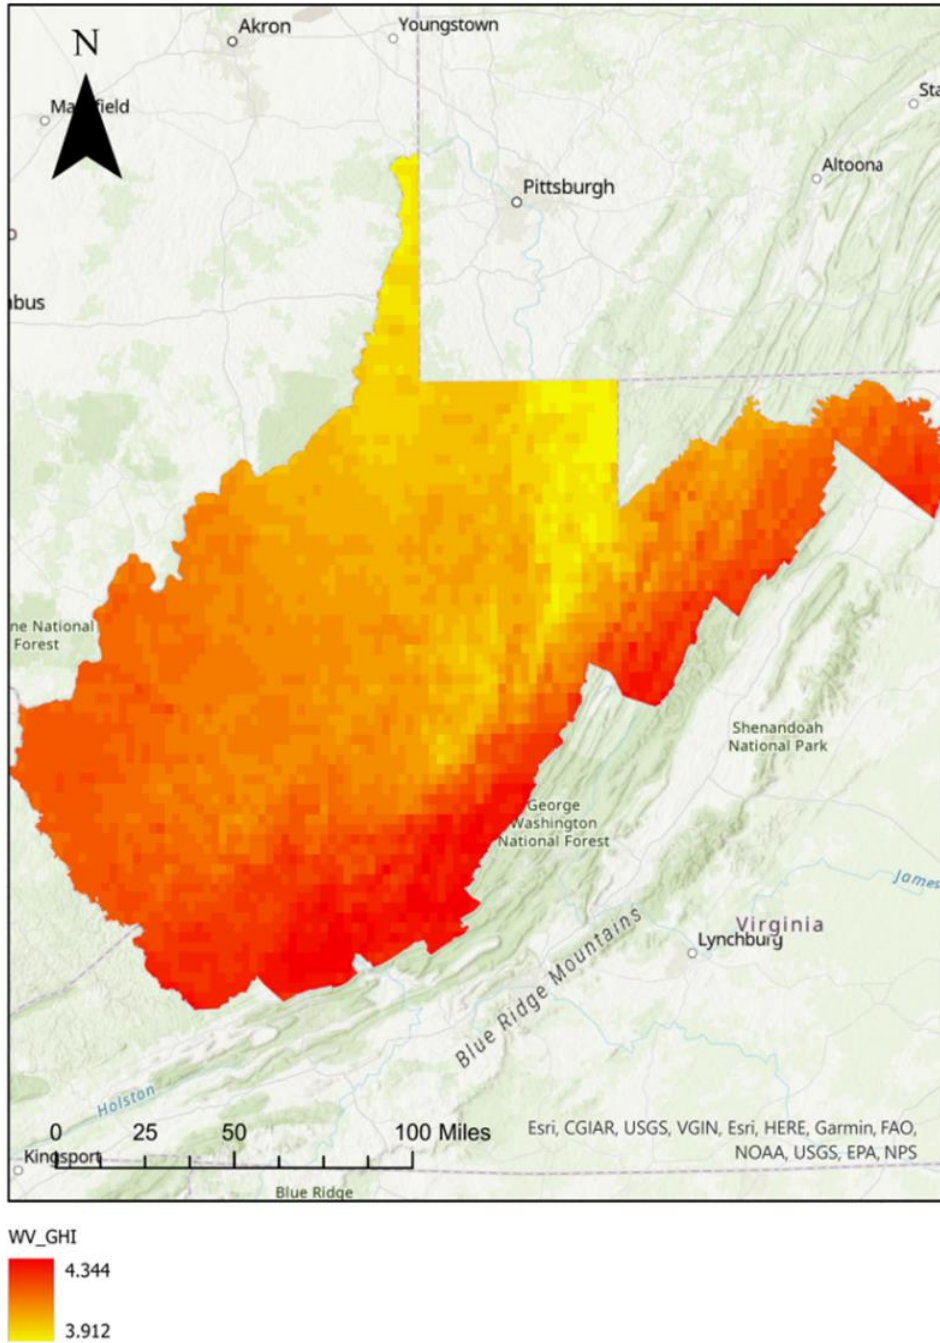 Akron
Youngstown
N
Sta
Altoona
Pittsburgh
bus
ne National
Forest
Shenandoah
National Park
George
Washington
National Forest
James
Virginia
Lynchburg
Blue Ridge Mountains
Holston
0 25 50 100 Miles
Esri, CGIAR, USGS, VGIN, Esri, HERE, Garmin, FAO,
NOAA, USGS, EPA, NPS
Kingsport
Blue Ridge
WV_GHI
4.344
3.912